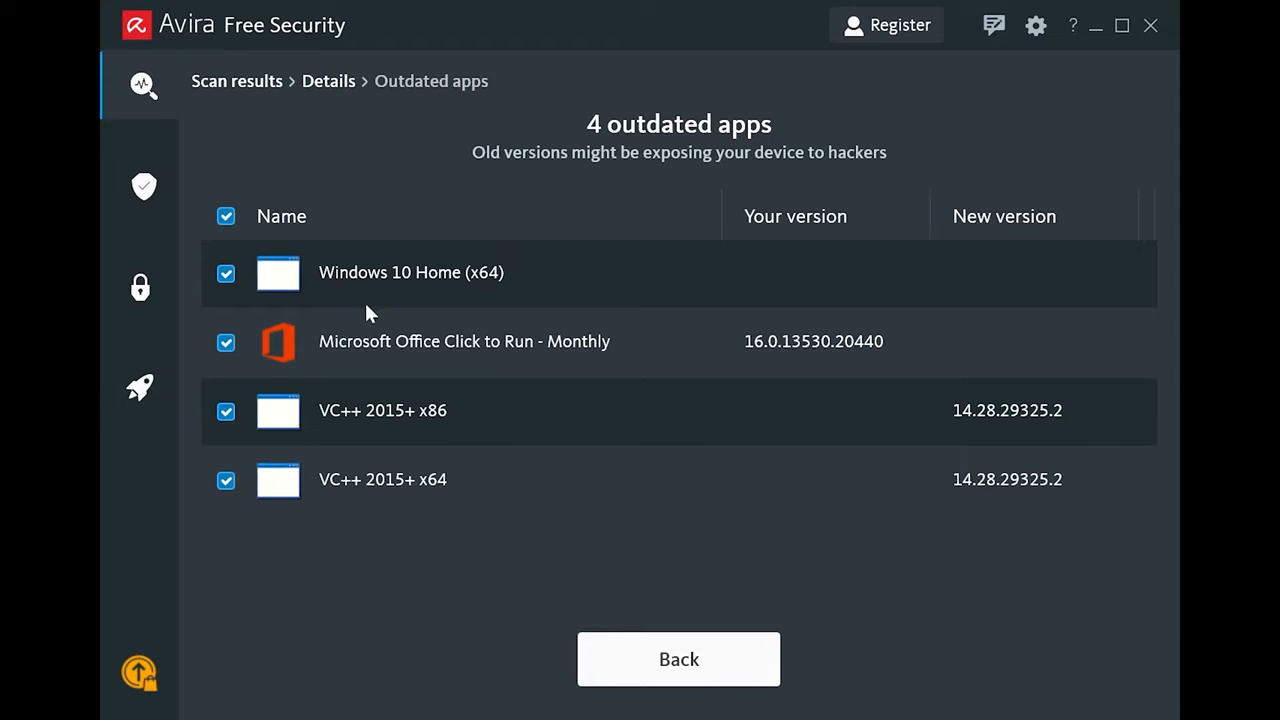 Avira Free Security
Register
?
Scan results > Details > Outdated apps
4 outdated apps
Old versions might be exposing your device to hackers
Name Your version New version
Windows 10 Home (x64)
Microsoft Office Click to Run - Monthly 16.0.13530.20440
VC++ 2015+ x86 14.28.29325.2
VC++ 2015+ x64 14.28.29325.2
Back